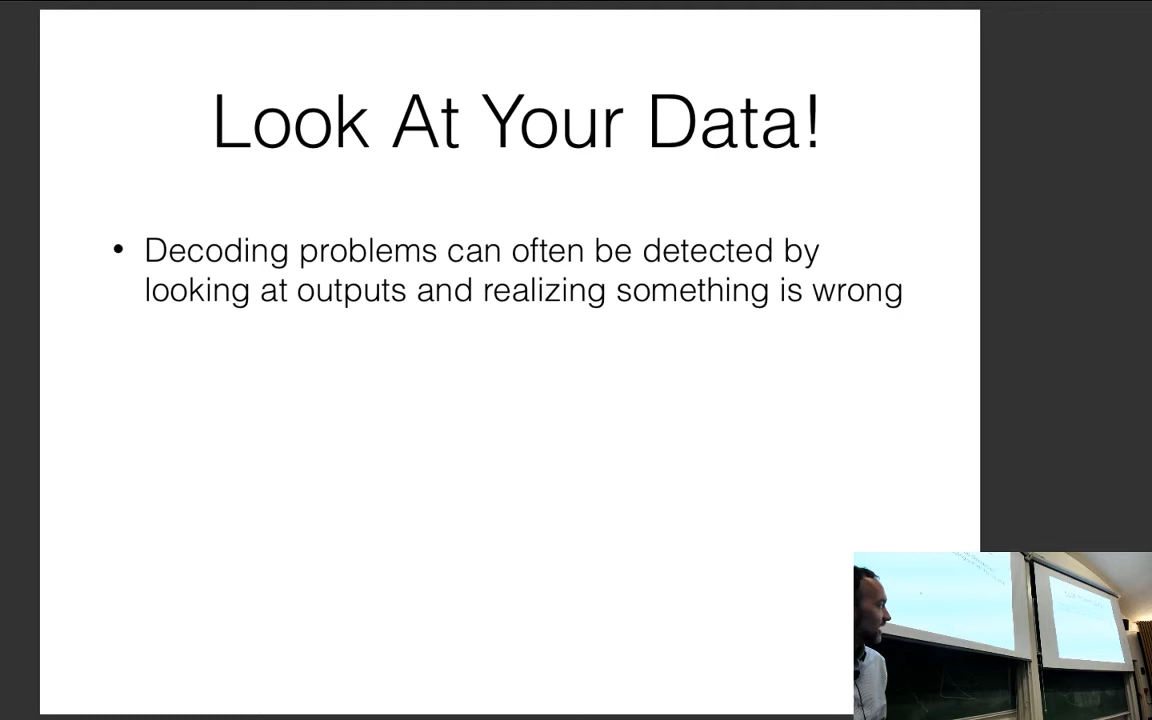 Look At Your Data!
• Decoding problems can often be detected by
looking at outputs and realizing something is wrong